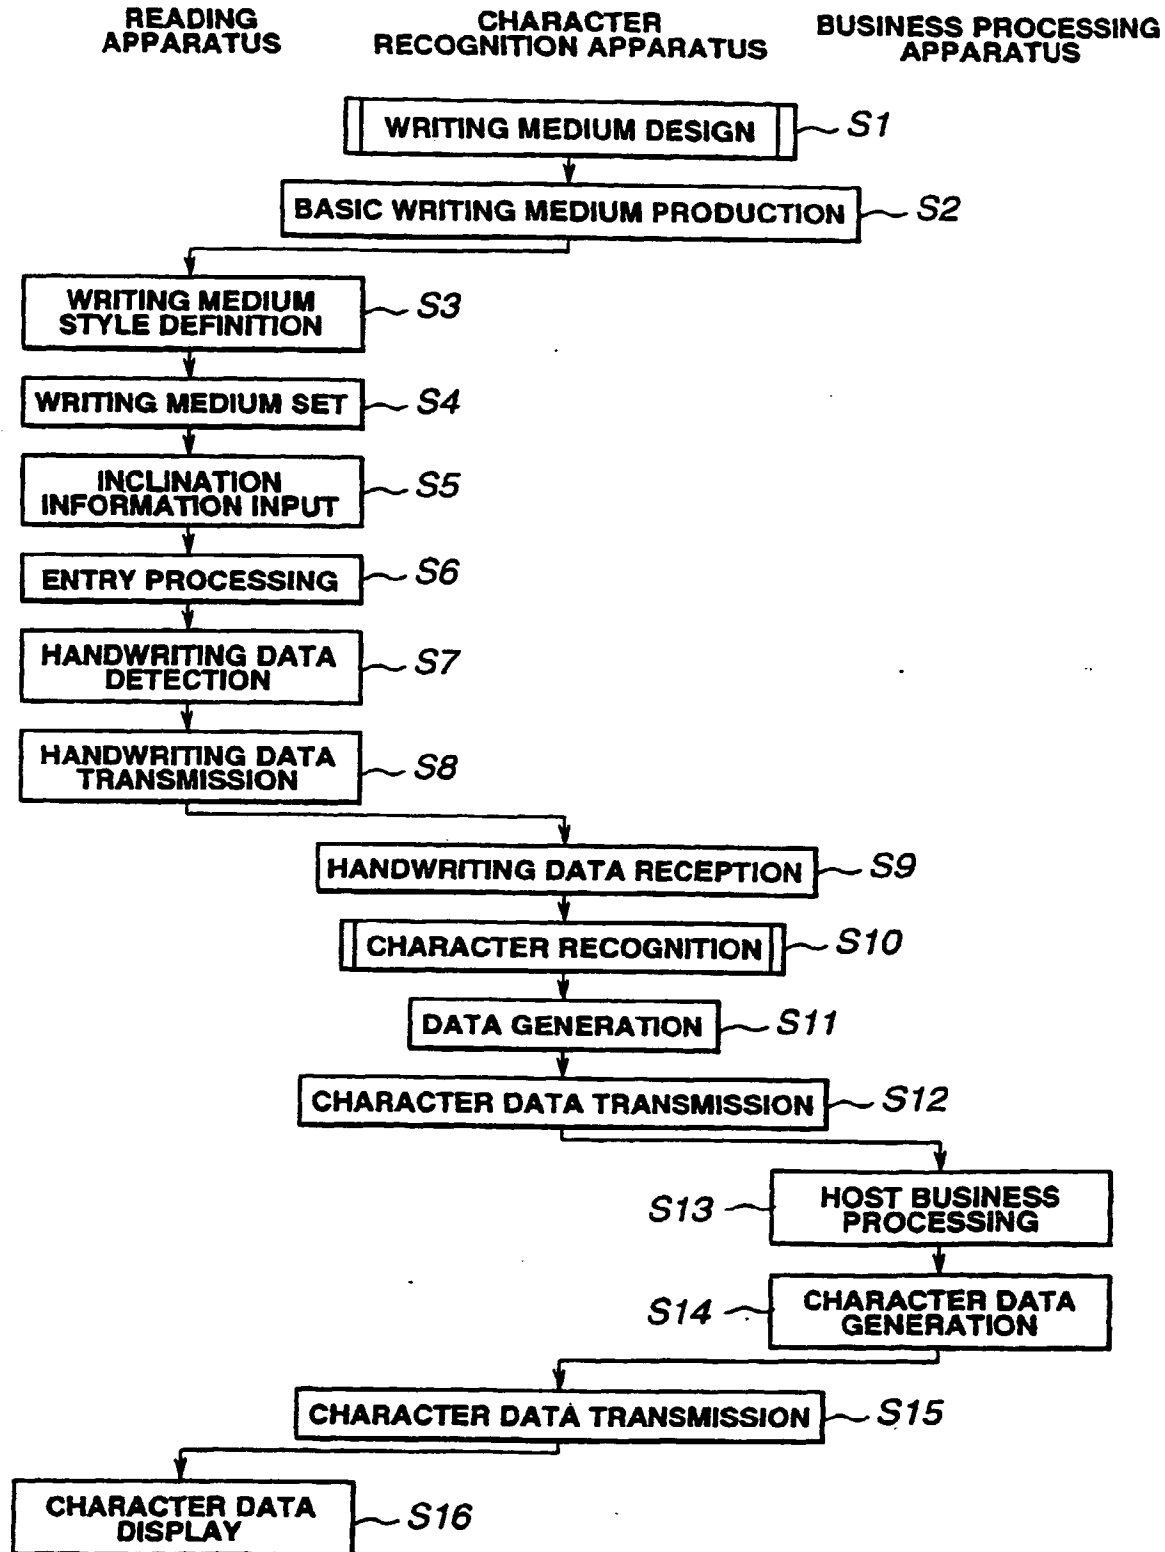 READING
APPARATUS
CHARACTER
RECOGNITION APPARATUS
BUSINESS PROCESSING
APPARATUS
WRITING MEDIUM DESIGN
S1
BASIC WRITING MEDIUM PRODUCTION
S2
WRITING MEDIUM
STYLE DEFINITION
S3
WRITING MEDIUM SET
S4
INCLINATION
INFORMATION INPUT
S5
ENTRY PROCESSING
S6
HANDWRITING DATA
DETECTION
S7
HANDWRITING DATA
TRANSMISSION
S8
HANDWRITING DATA RECEPTION
S9
CHARACTER RECOGNITION
S10
DATA GENERATION
S11
CHARACTER DATA TRANSMISSION
S12
S13
HOST BUSINESS
PROCESSING
S14
CHARACTER DATA
GENERATION
CHARACTER DATA TRANSMISSION
S15
CHARACTER DATA
DISPLAY
S16